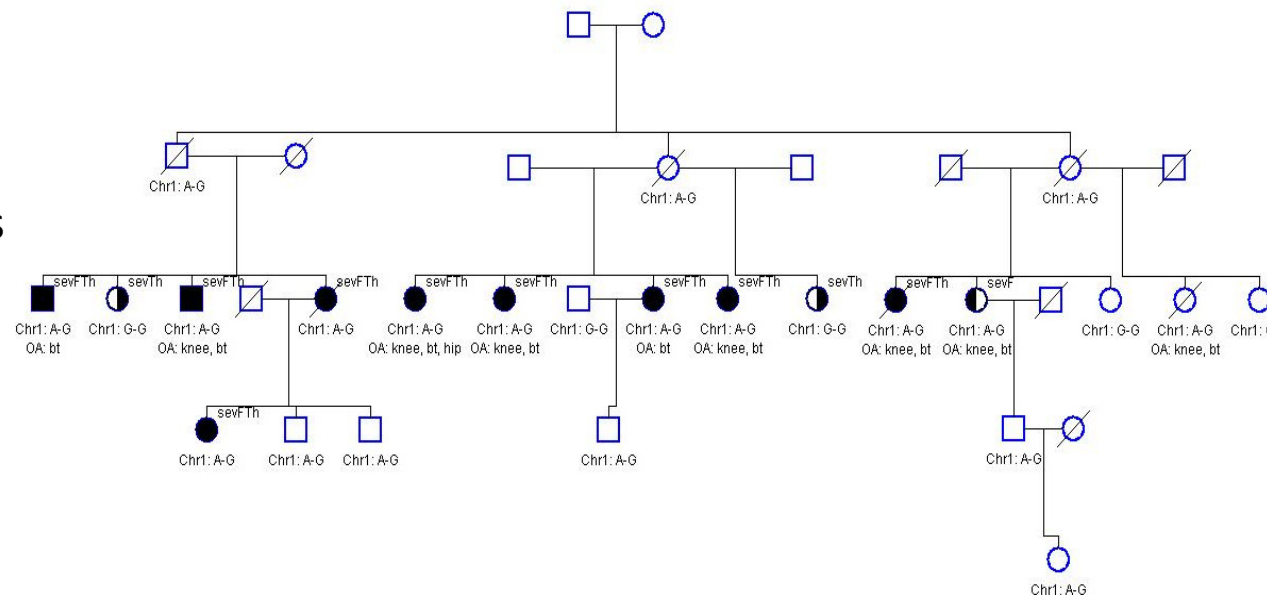 Chr1: A-G
Chr1: A-G
Chr1: A-G
s
sevFTh
sevTh
sevFTh
sevFTh
sevFTh
sevFTh
sevFTh
sevFTh
sevTh
sevFTh
sevF
Chr1: A-G
OA: bt
Chr1: G-G
Chr1: A-G
OA: knee, bt
Chr1: A-G
Chr1: A-G
OA: knee, bt, hip
Chr1: A-G
OA: knee, bt
Chr1: G-G
Chr1: A-G
OA: bt
Chr1: A-G
OA: knee, bt
Chr1: G-G
Chr1: A-G
OA: knee, bt
Chr1: A-G
OA: knee, bt
Chr1: G-G
Chr1: A-G
OA: knee, bt
Chr1:
sevFTh
Chr1: A-G
Chr1: A-G
Chr1: A-G
Chr1: A-G
Chr1: A-G
Chr1: A-G